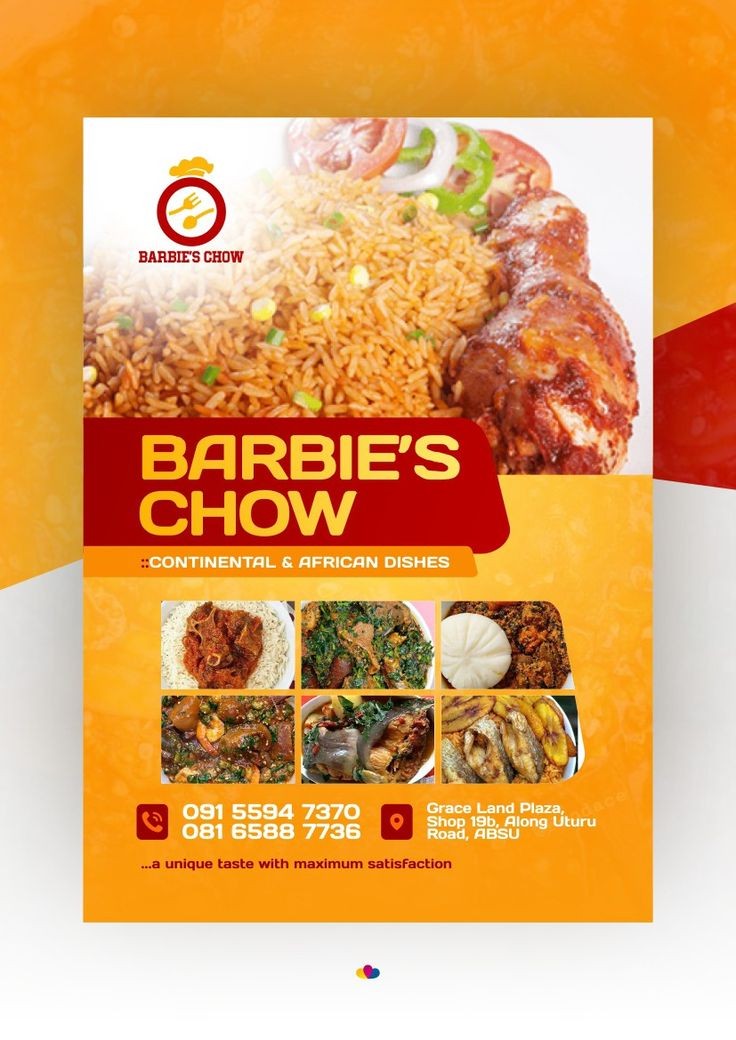 BARBIE'S CHOW
BARBIE'S
CHOW
::CONTINENTAL & AFRICAN DISHES
091 5594 7370
081 6588 7736
Grace Land Plaza,
Shop 19b, Along Uturu
Road, ABSU
...a unique taste with maximum satisfaction